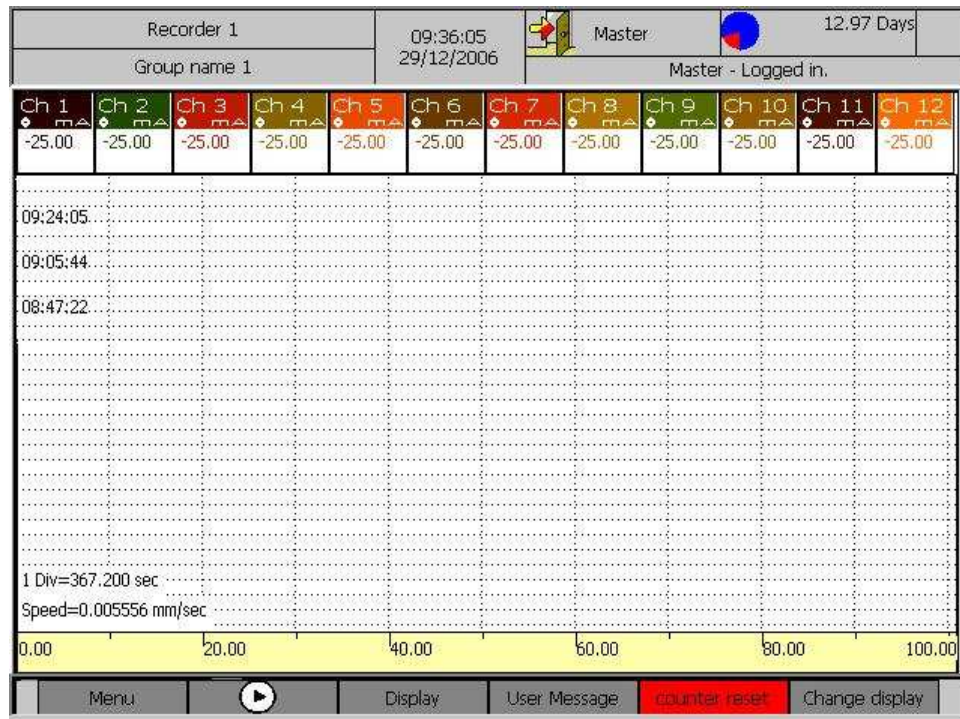 Recorder 1
09:36:05
29/12/2006
Master
12.97 Days
Group name 1
Master - Logged in.
Ch 1 Ch 2 Ch 3 Ch 4 Ch 5 Ch 6 Ch 7 Ch 8 Ch 9 Ch 10 Ch 11 Ch 12
mA mA mA mA mA mA mA mA mA mA mA mA
-25.00 -25.00 -25.00 -25.00 -25.00 -25.00 -25.00 -25.00 -25.00 -25.00 -25.00 -25.00
09:24:05
09:05:44
08:47:22
1 Div=367.200 sec
Speed=0.005556 mm/sec
0.00 20.00 40.00 60.00 80.00 100.00
Menu Display User Message counter reset Change display